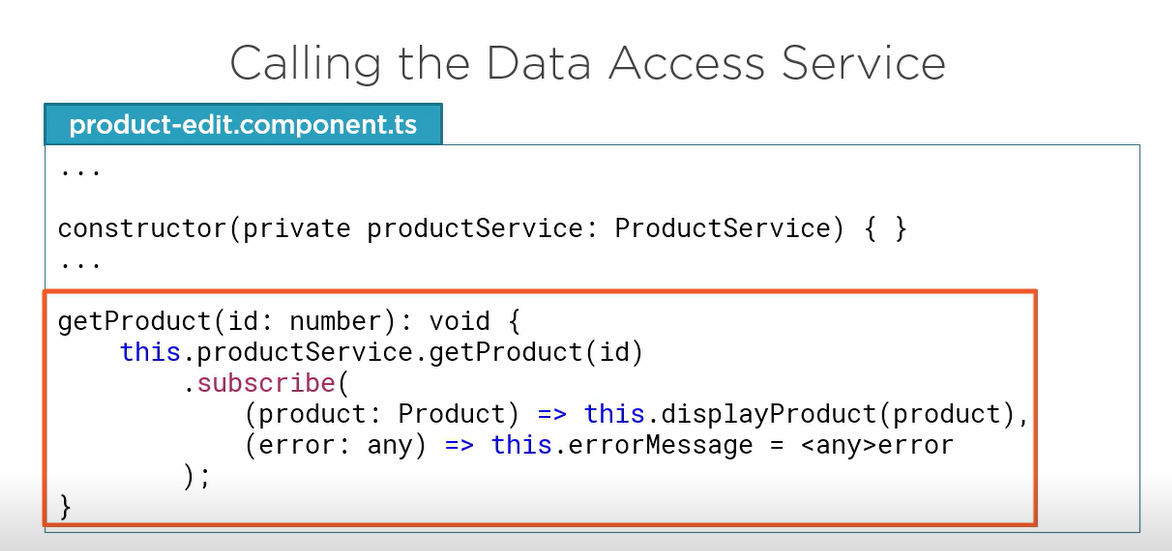 Calling the Data Access Service
product-edit.component.ts
...
constructor(private productService: ProductService) { }
...
getProduct(id: number): void {
    this.productService.getProduct(id)
        .subscribe(
            (product: Product) => this.displayProduct(product),
            (error: any) => this.errorMessage = <any>error
        );
}